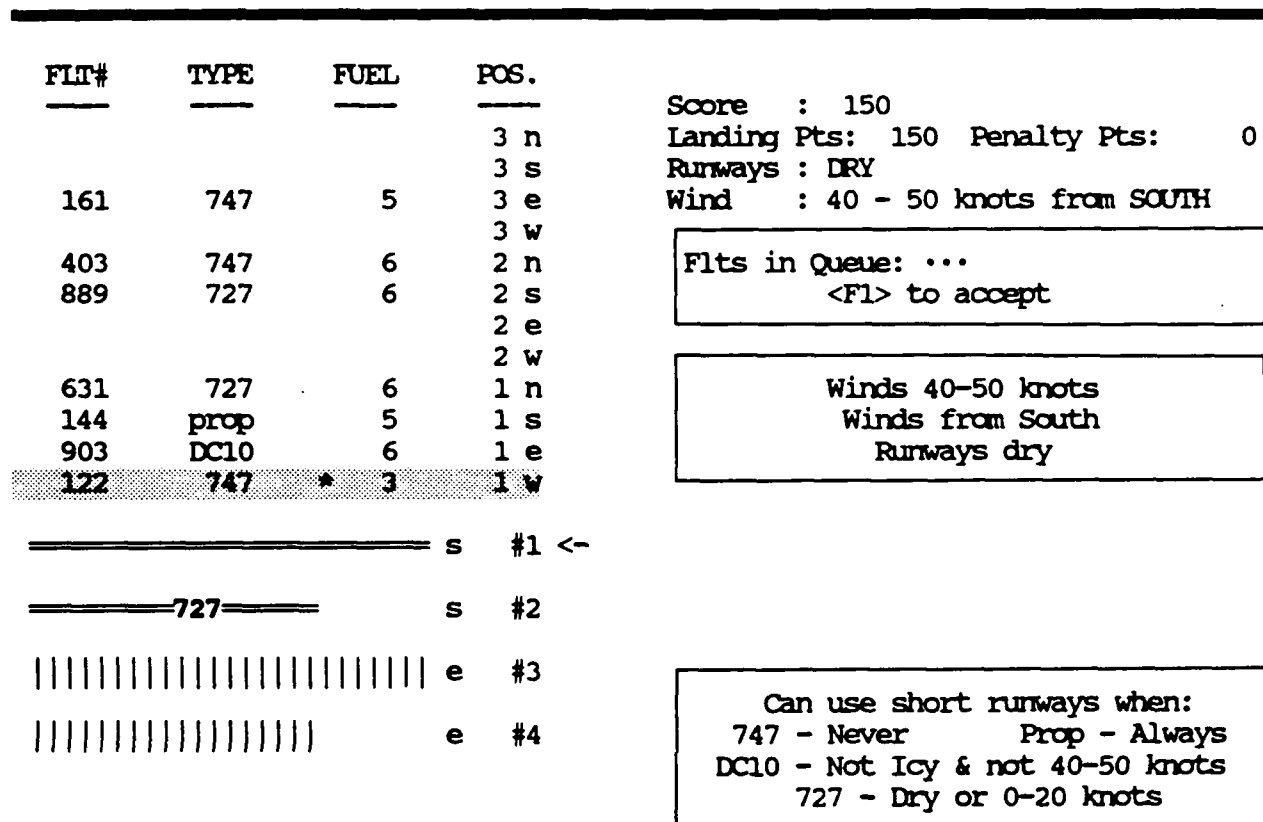 FLT# TYPE FUEL POS.
3 n
3 s
161 747 5 3 e
3 w
403 747 6 2 n
889 727 6 2 s
2 e
2 w
631 727 6 1 n
144 prop 5 1 s
903 DC10 6 1 e
122 747 * 3 1 w
s #1 <-
727 s #2
e #3
e #4
Score : 150
Landing Pts: 150 Penalty Pts: 0
Runways : DRY
Wind : 40 - 50 knots from SOUTH
Flts in Queue: ...
<F1> to accept
Winds 40-50 knots
Winds from South
Runways dry
Can use short runways when:
747 - Never Prop - Always
DC10 - Not Icy & not 40-50 knots
727 - Dry or 0-20 knots